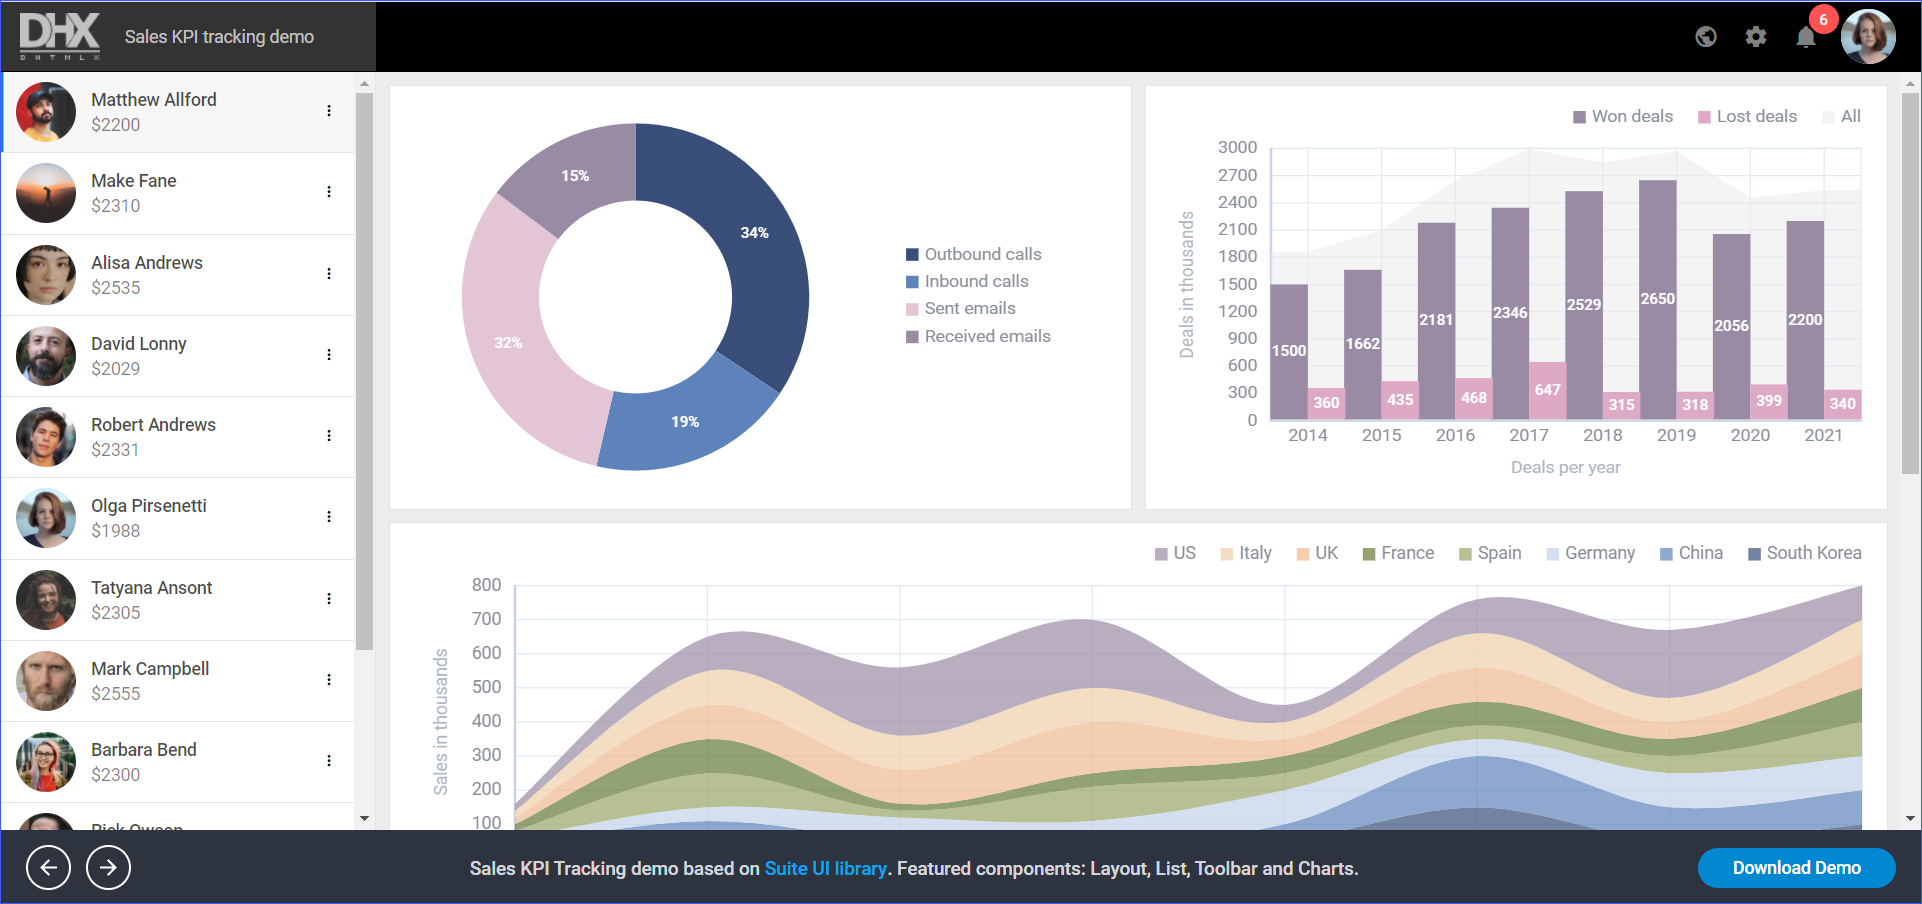 DHX
DHTMLX
Sales KPI tracking demo
6
Matthew Allford
$2200
Make Fane
$2310
Alisa Andrews
$2535
David Lonny
$2029
Robert Andrews
$2331
Olga Pirsenetti
$1988
Tatyana Ansont
$2305
Mark Campbell
$2555
Barbara Bend
$2300
15%
34%
32%
19%
Outbound calls
Inbound calls
Sent emails
Received emails
Won deals Lost deals All
Deals in thousands
3000
2700
2400
2100
1800
1500
1200
900
600
300
0
1500 1662 2181 2346 2529 2650 2056 2200
360 435 468 647 315 318 399 340
2014 2015 2016 2017 2018 2019 2020 2021
Deals per year
US Italy UK France Spain Germany China South Korea
Sales in thousands
800
700
600
500
400
300
200
100
Sales KPI Tracking demo based on Suite UI library. Featured components: Layout, List, Toolbar and Charts.
Download Demo